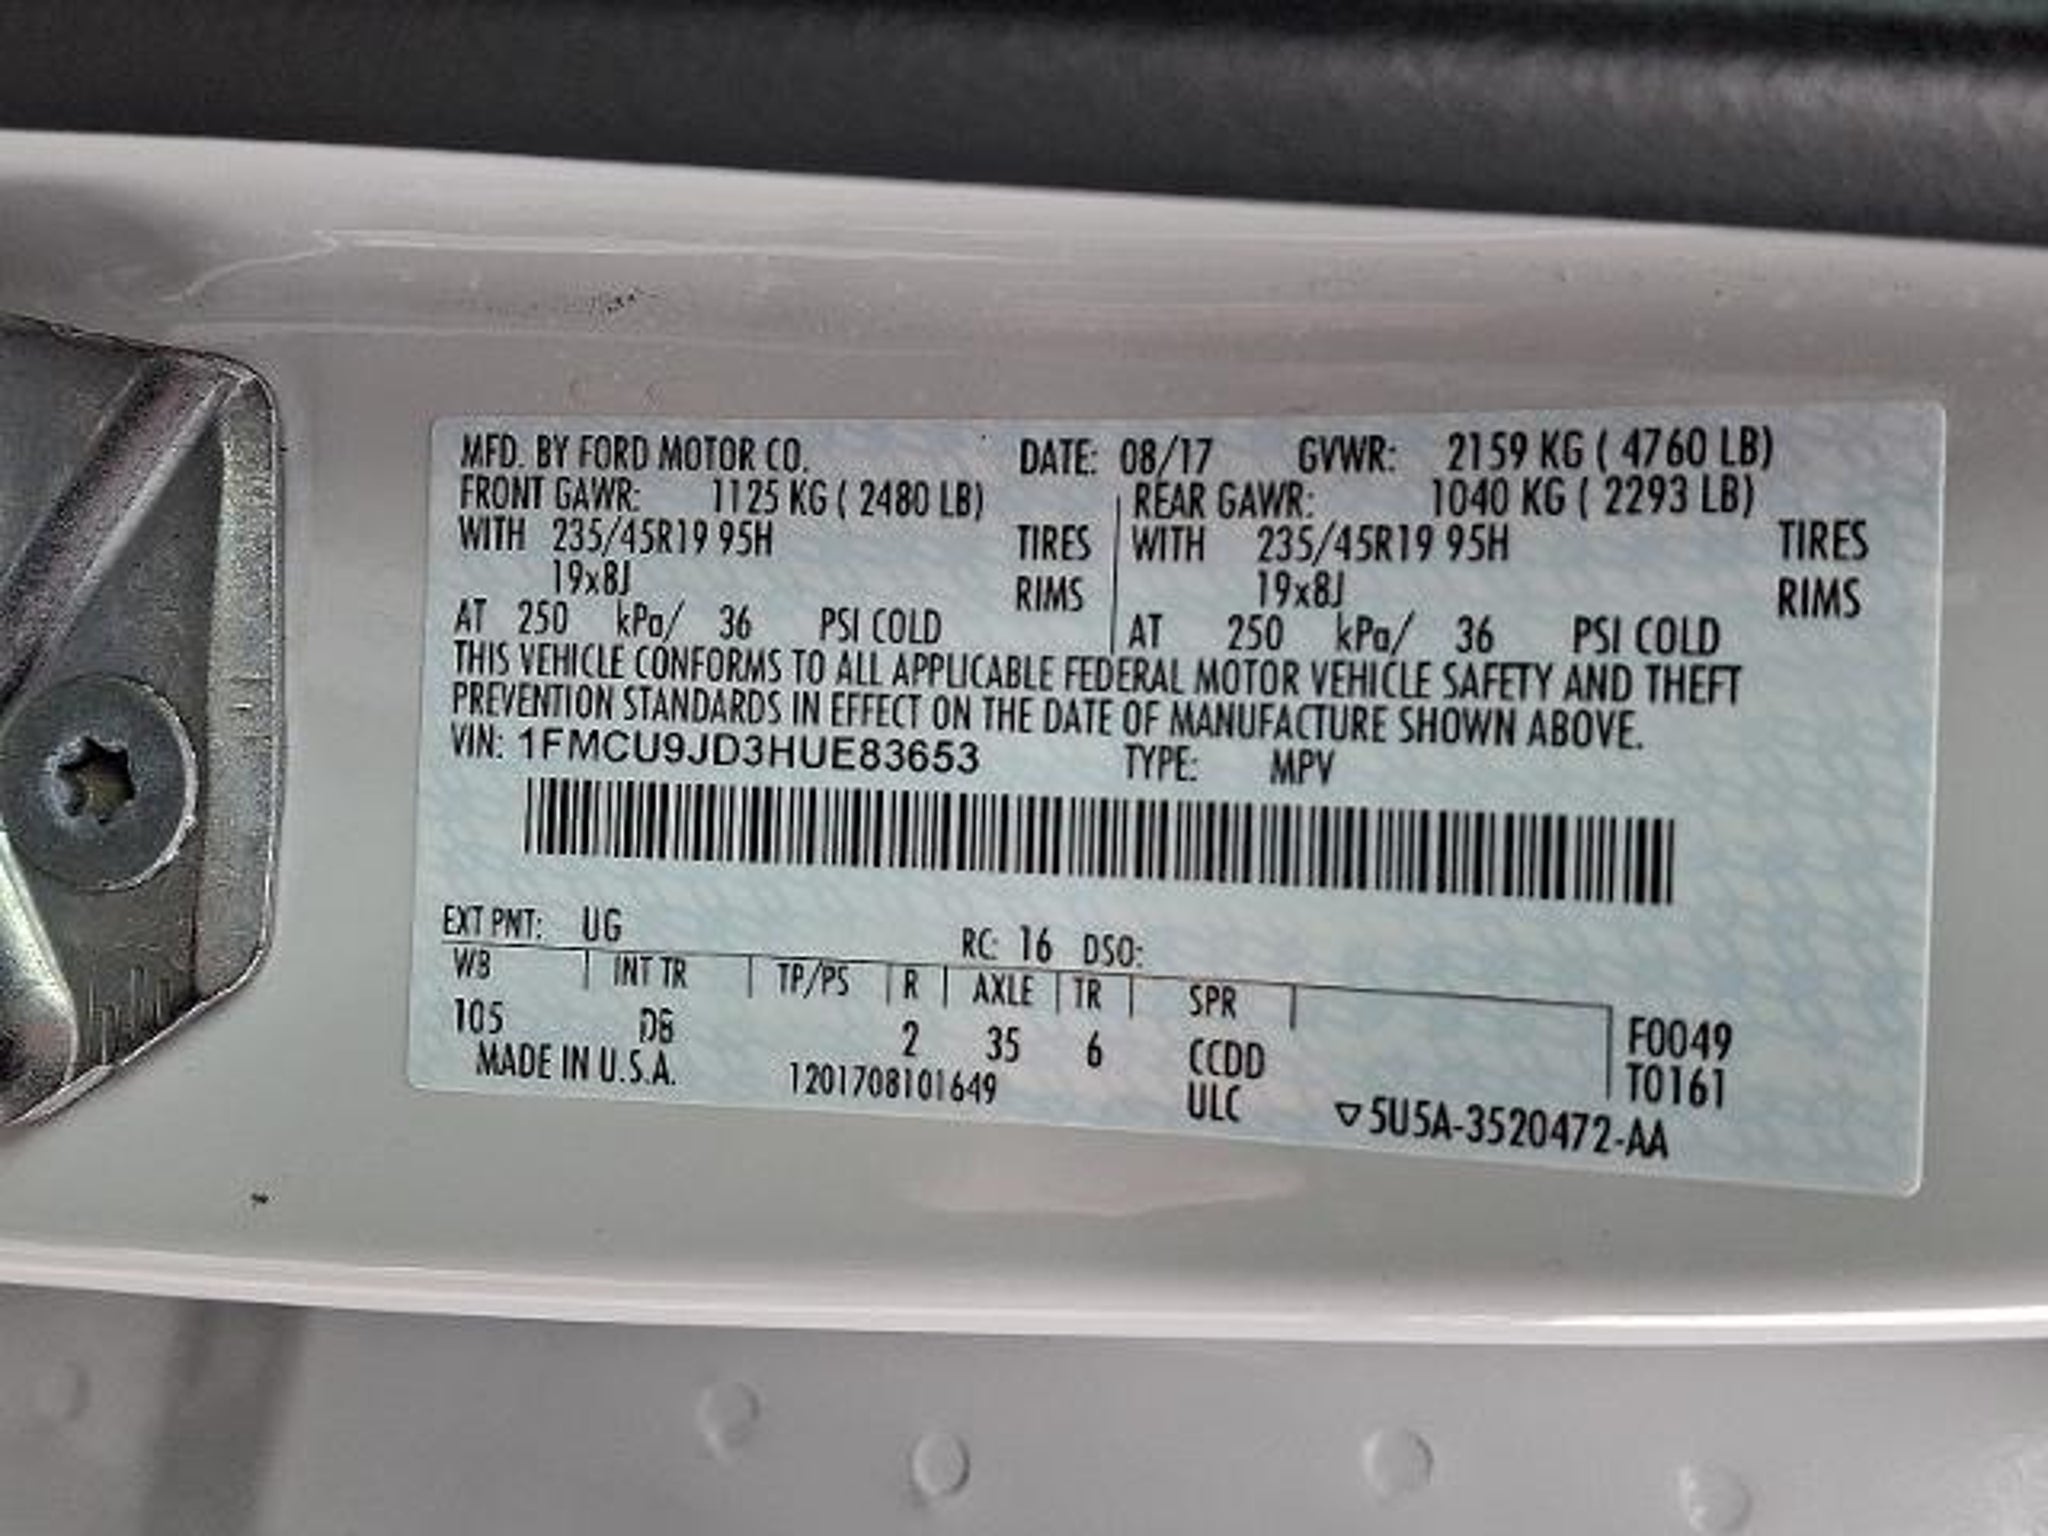 MFD. BY FORD MOTOR CO. DATE: 08/17 GVWR: 2159 KG ( 4760 LB)
FRONT GAWR: 1125 KG ( 2480 LB) REAR GAWR: 1040 KG ( 2293 LB)
WITH 235/45R19 95H TIRES WITH 235/45R19 95H TIRES
19x8J RIMS 19x8J RIMS
AT 250 kPa/ 36 PSI COLD AT 250 kPa/ 36 PSI COLD
THIS VEHICLE CONFORMS TO ALL APPLICABLE FEDERAL MOTOR VEHICLE SAFETY AND THEFT
PREVENTION STANDARDS IN EFFECT ON THE DATE OF MANUFACTURE SHOWN ABOVE.
VIN: 1FMCU9JD3HUE83653 TYPE: MPV
EXT PNT: UG RC: 16 DSO:
WB INT TR TP/PS R AXLE TR SPR
105 2 35 6 CCDD F0049
MADE IN U.S.A. 1201708101649 ULC T0161
5U5A-3520472-AA